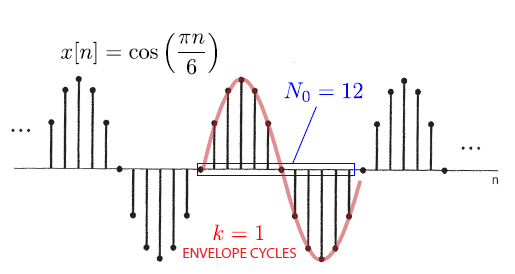 x[n] = cos(πn/6)
N₀ = 12
...
...
n
k = 1
ENVELOPE CYCLES